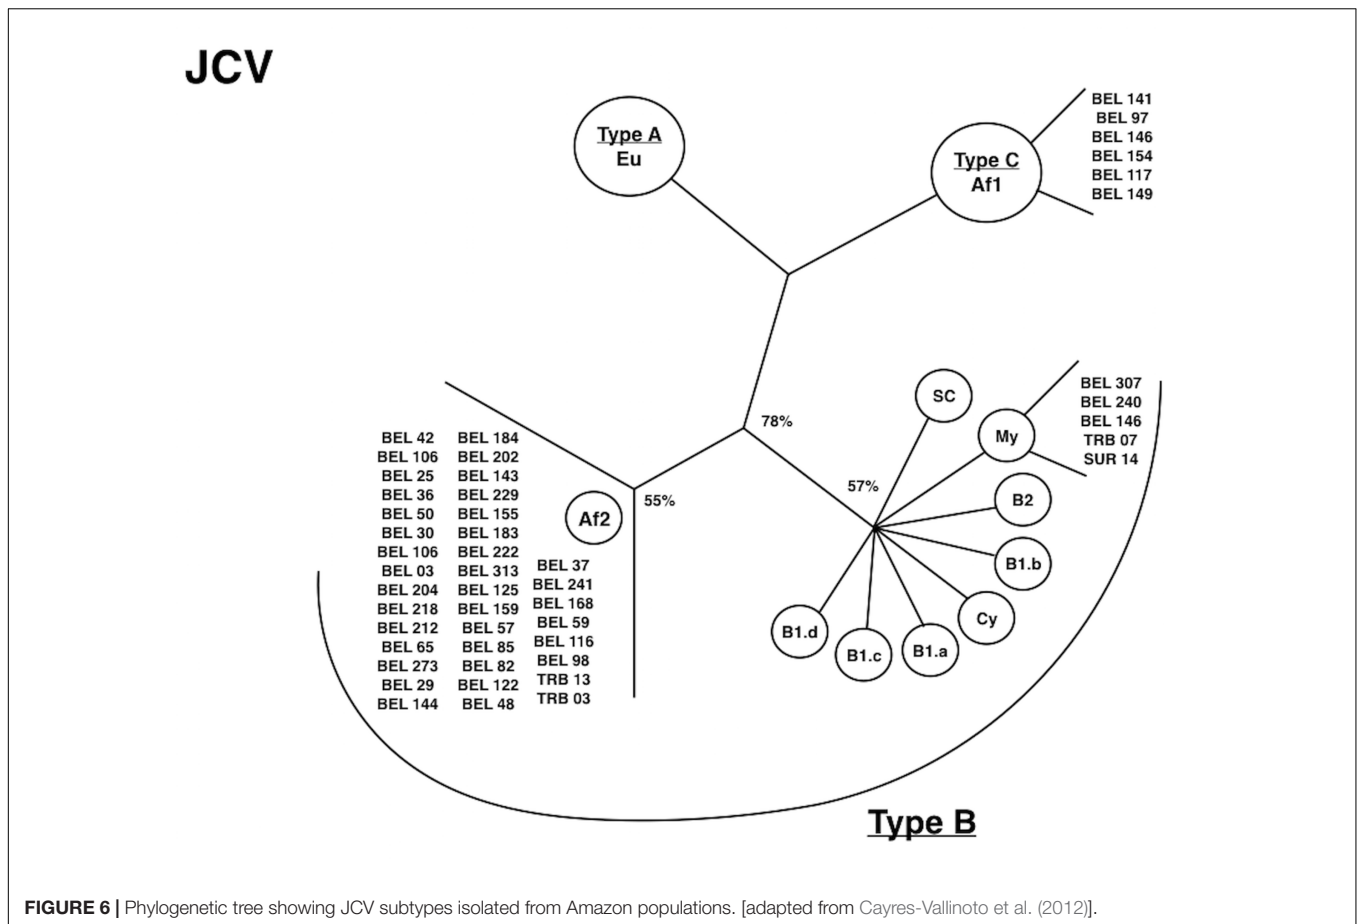 JCV
Type A
Eu
Type C
Af1
BEL 141
BEL 97
BEL 146
BEL 154
BEL 117
BEL 149
78%
55%
57%
Af2
BEL 42
BEL 106
BEL 25
BEL 36
BEL 50
BEL 30
BEL 106
BEL 03
BEL 204
BEL 218
BEL 212
BEL 65
BEL 273
BEL 29
BEL 144
BEL 184
BEL 202
BEL 143
BEL 229
BEL 155
BEL 183
BEL 222
BEL 313
BEL 125
BEL 159
BEL 57
BEL 85
BEL 82
BEL 122
BEL 48
BEL 37
BEL 241
BEL 168
BEL 59
BEL 116
BEL 98
TRB 13
TRB 03
SC
My
BEL 307
BEL 240
BEL 146
TRB 07
SUR 14
B2
B1.b
Cy
B1.a
B1.c
B1.d
Type B
FIGURE 6 | Phylogenetic tree showing JCV subtypes isolated from Amazon populations. [adapted from Cayres-Vallinoto et al. (2012)].